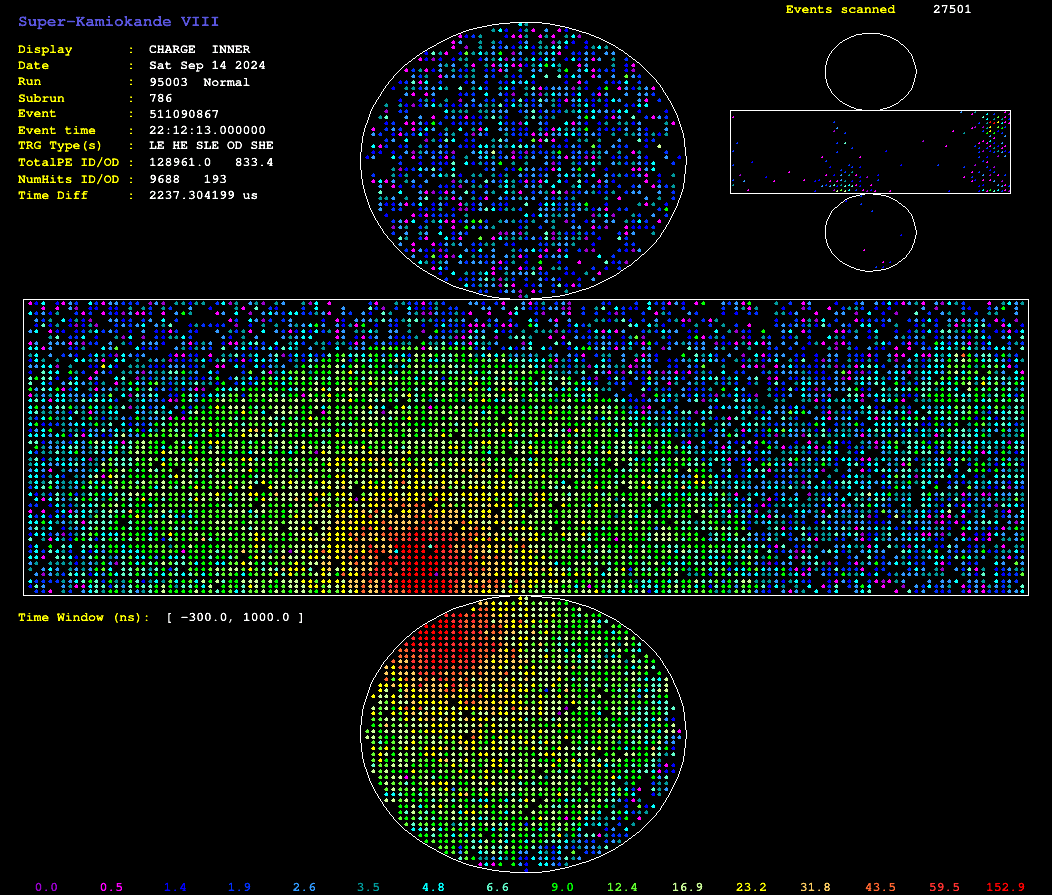 Super-Kamiokande VIII
Events scanned 27501
Display : CHARGE INNER
Date : Sat Sep 14 2024
Run : 95003 Normal
Subrun : 786
Event : 511090867
Event time : 22:12:13.000000
TRG Type(s) : LE HE SLE OD SHE
TotalPE ID/OD : 128961.0 833.4
NumHits ID/OD : 9688 193
Time Diff : 2237.304199 us
Time Window (ns): [ -300.0, 1000.0 ]
0.0 0.5 1.4 1.9 2.6 3.5 4.8 6.6 9.0 12.4 16.9 23.2 31.8 43.5 59.5 152.9